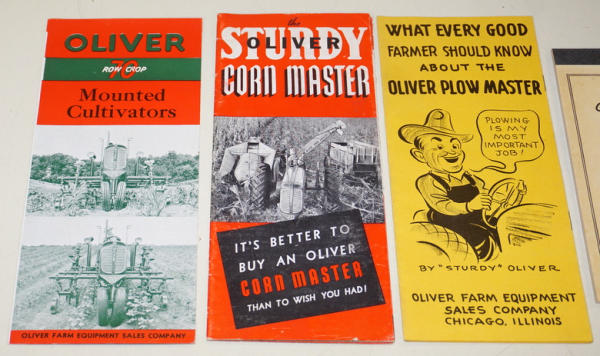 OLIVER
70
ROW CROP
Mounted
Cultivators
OLIVER FARM EQUIPMENT SALES COMPANY
the
STURDY
OLIVER
CORN MASTER
IT'S BETTER TO
BUY AN OLIVER
CORN MASTER
THAN TO WISH YOU HAD!
WHAT EVERY GOOD
FARMER SHOULD KNOW
ABOUT THE
OLIVER PLOW MASTER
PLOWING
IS MY
MOST
IMPORTANT
JOB!
BY "STURDY" OLIVER
OLIVER FARM EQUIPMENT
SALES COMPANY
CHICAGO, ILLINOIS